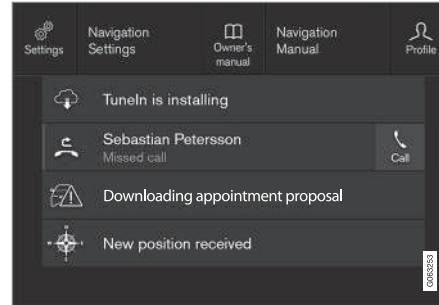 Settings
Navigation
Settings
Owner's
manual
Navigation
Manual
Profile
TuneIn is installing
Sebastian Petersson
Missed call
Call
Downloading appointment proposal
New position received
G063253